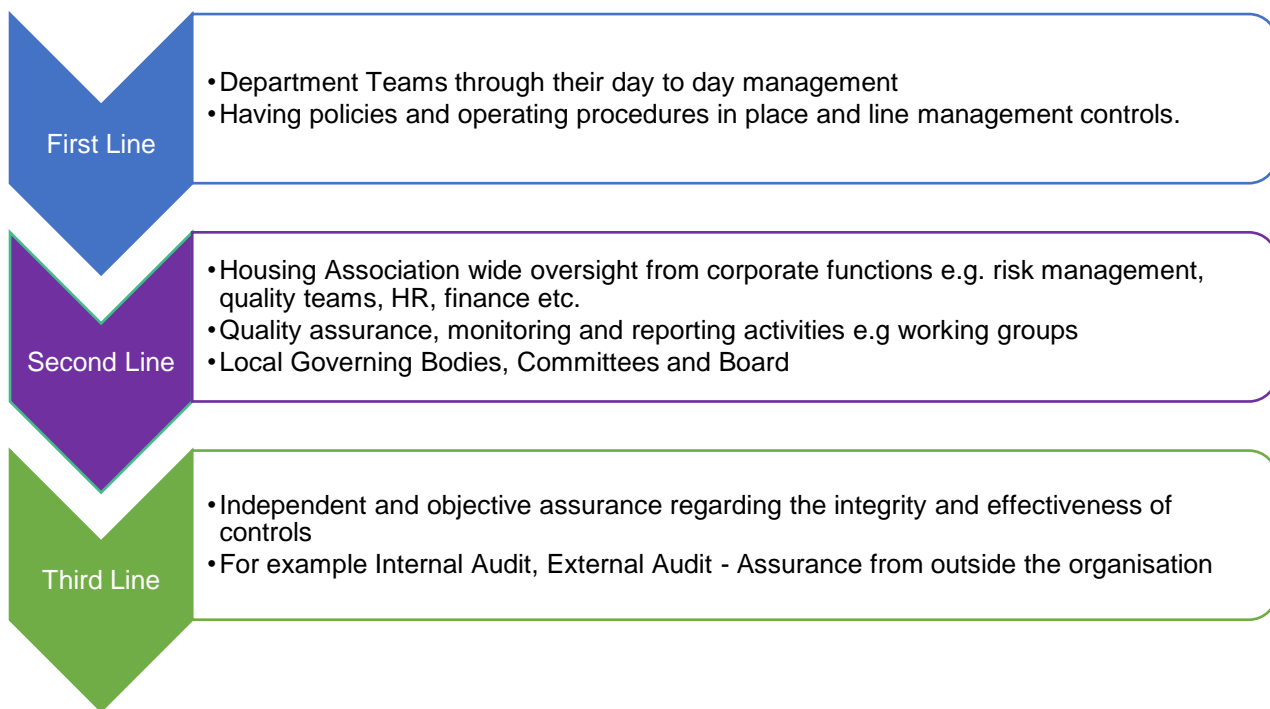 First Line
•Department Teams through their day to day management
•Having policies and operating procedures in place and line management controls.
Second Line
•Housing Association wide oversight from corporate functions e.g. risk management,
quality teams, HR, finance etc.
•Quality assurance, monitoring and reporting activities e.g working groups
•Local Governing Bodies, Committees and Board
Third Line
•Independent and objective assurance regarding the integrity and effectiveness of
controls
•For example Internal Audit, External Audit - Assurance from outside the organisation